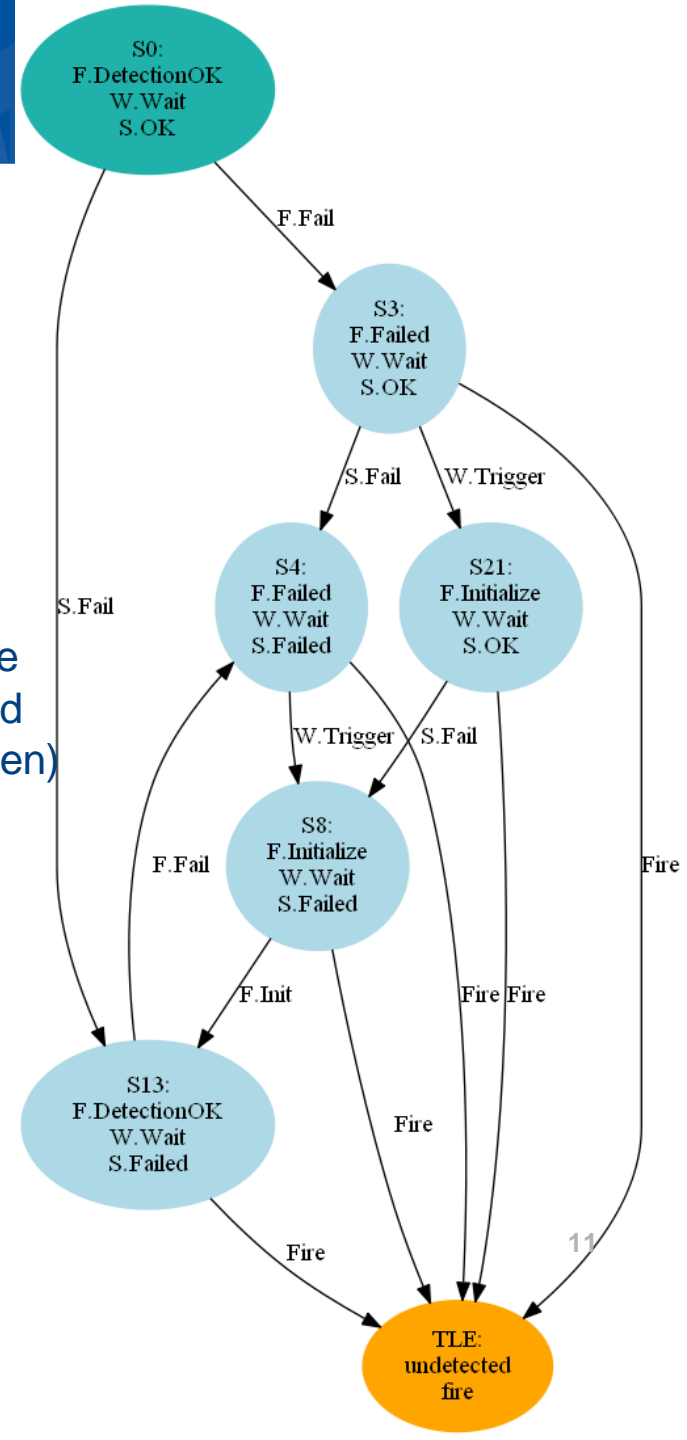 S0:
F.DetectionOK
W.Wait
S.OK
F.Fail
S3:
F.Failed
W.Wait
S.OK
S.Fail
W.Trigger
S4:
F.Failed
W.Wait
S.Failed
S21:
F.Initialize
W.Wait
S.OK
S.Fail
e
d
en)
W.Trigger
S.Fail
S8:
F.Initialize
W.Wait
S.Failed
F.Fail
Fire
F.Init
Fire
Fire
S13:
F.DetectionOK
W.Wait
S.Failed
Fire
Fire
11
TLE:
undetected
fire